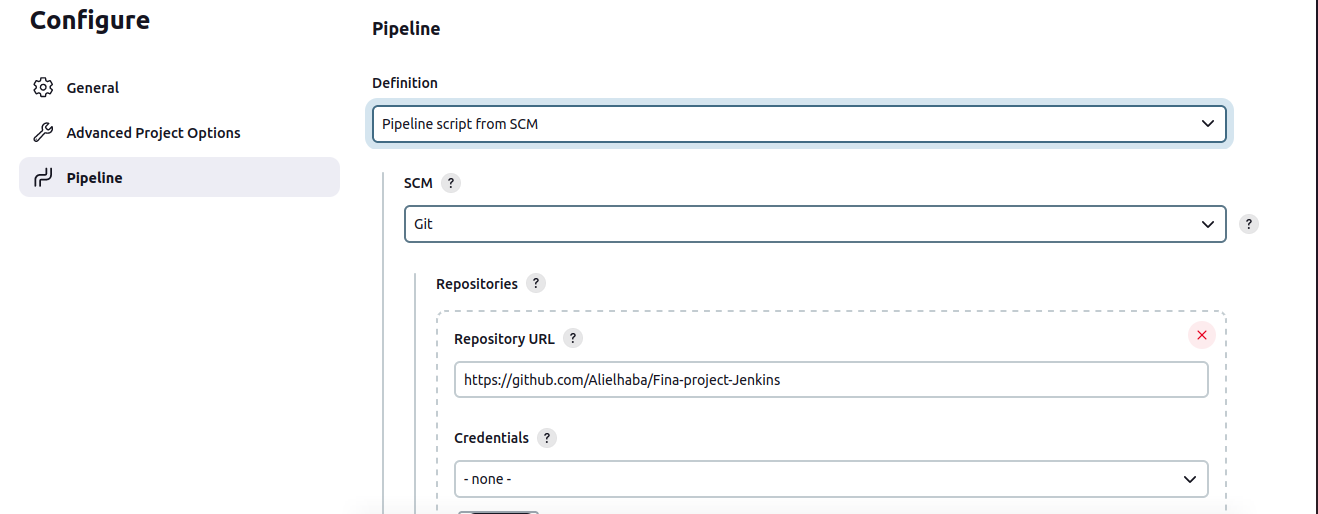 Configure
General
Advanced Project Options
Pipeline
Pipeline
Definition
Pipeline script from SCM
SCM ?
Git
?
Repositories ?
Repository URL ?
https://github.com/Alielhaba/Fina-project-Jenkins
Credentials ?
- none -